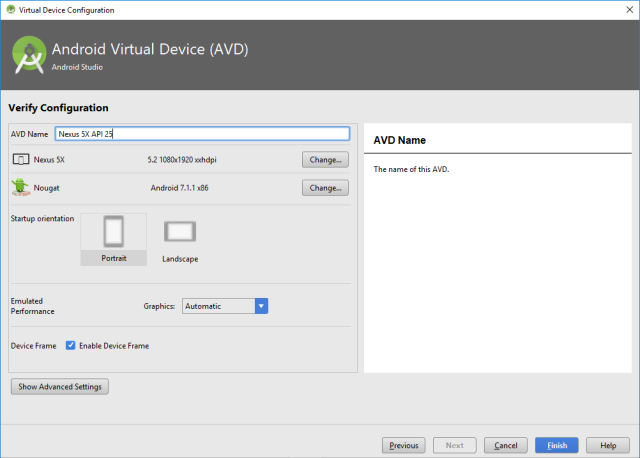 Virtual Device Configuration
Android Virtual Device (AVD)
Android Studio
Verify Configuration
AVD Name Nexus 5X API 25
Nexus 5X 5.2 1080x1920 xxhdpi Change...
Nougat Android 7.1.1 x86 Change...
Startup orientation
Portrait Landscape
Emulated
Performance Graphics: Automatic
Device Frame Enable Device Frame
Show Advanced Settings
AVD Name
The name of this AVD.
Previous Next Cancel Finish Help